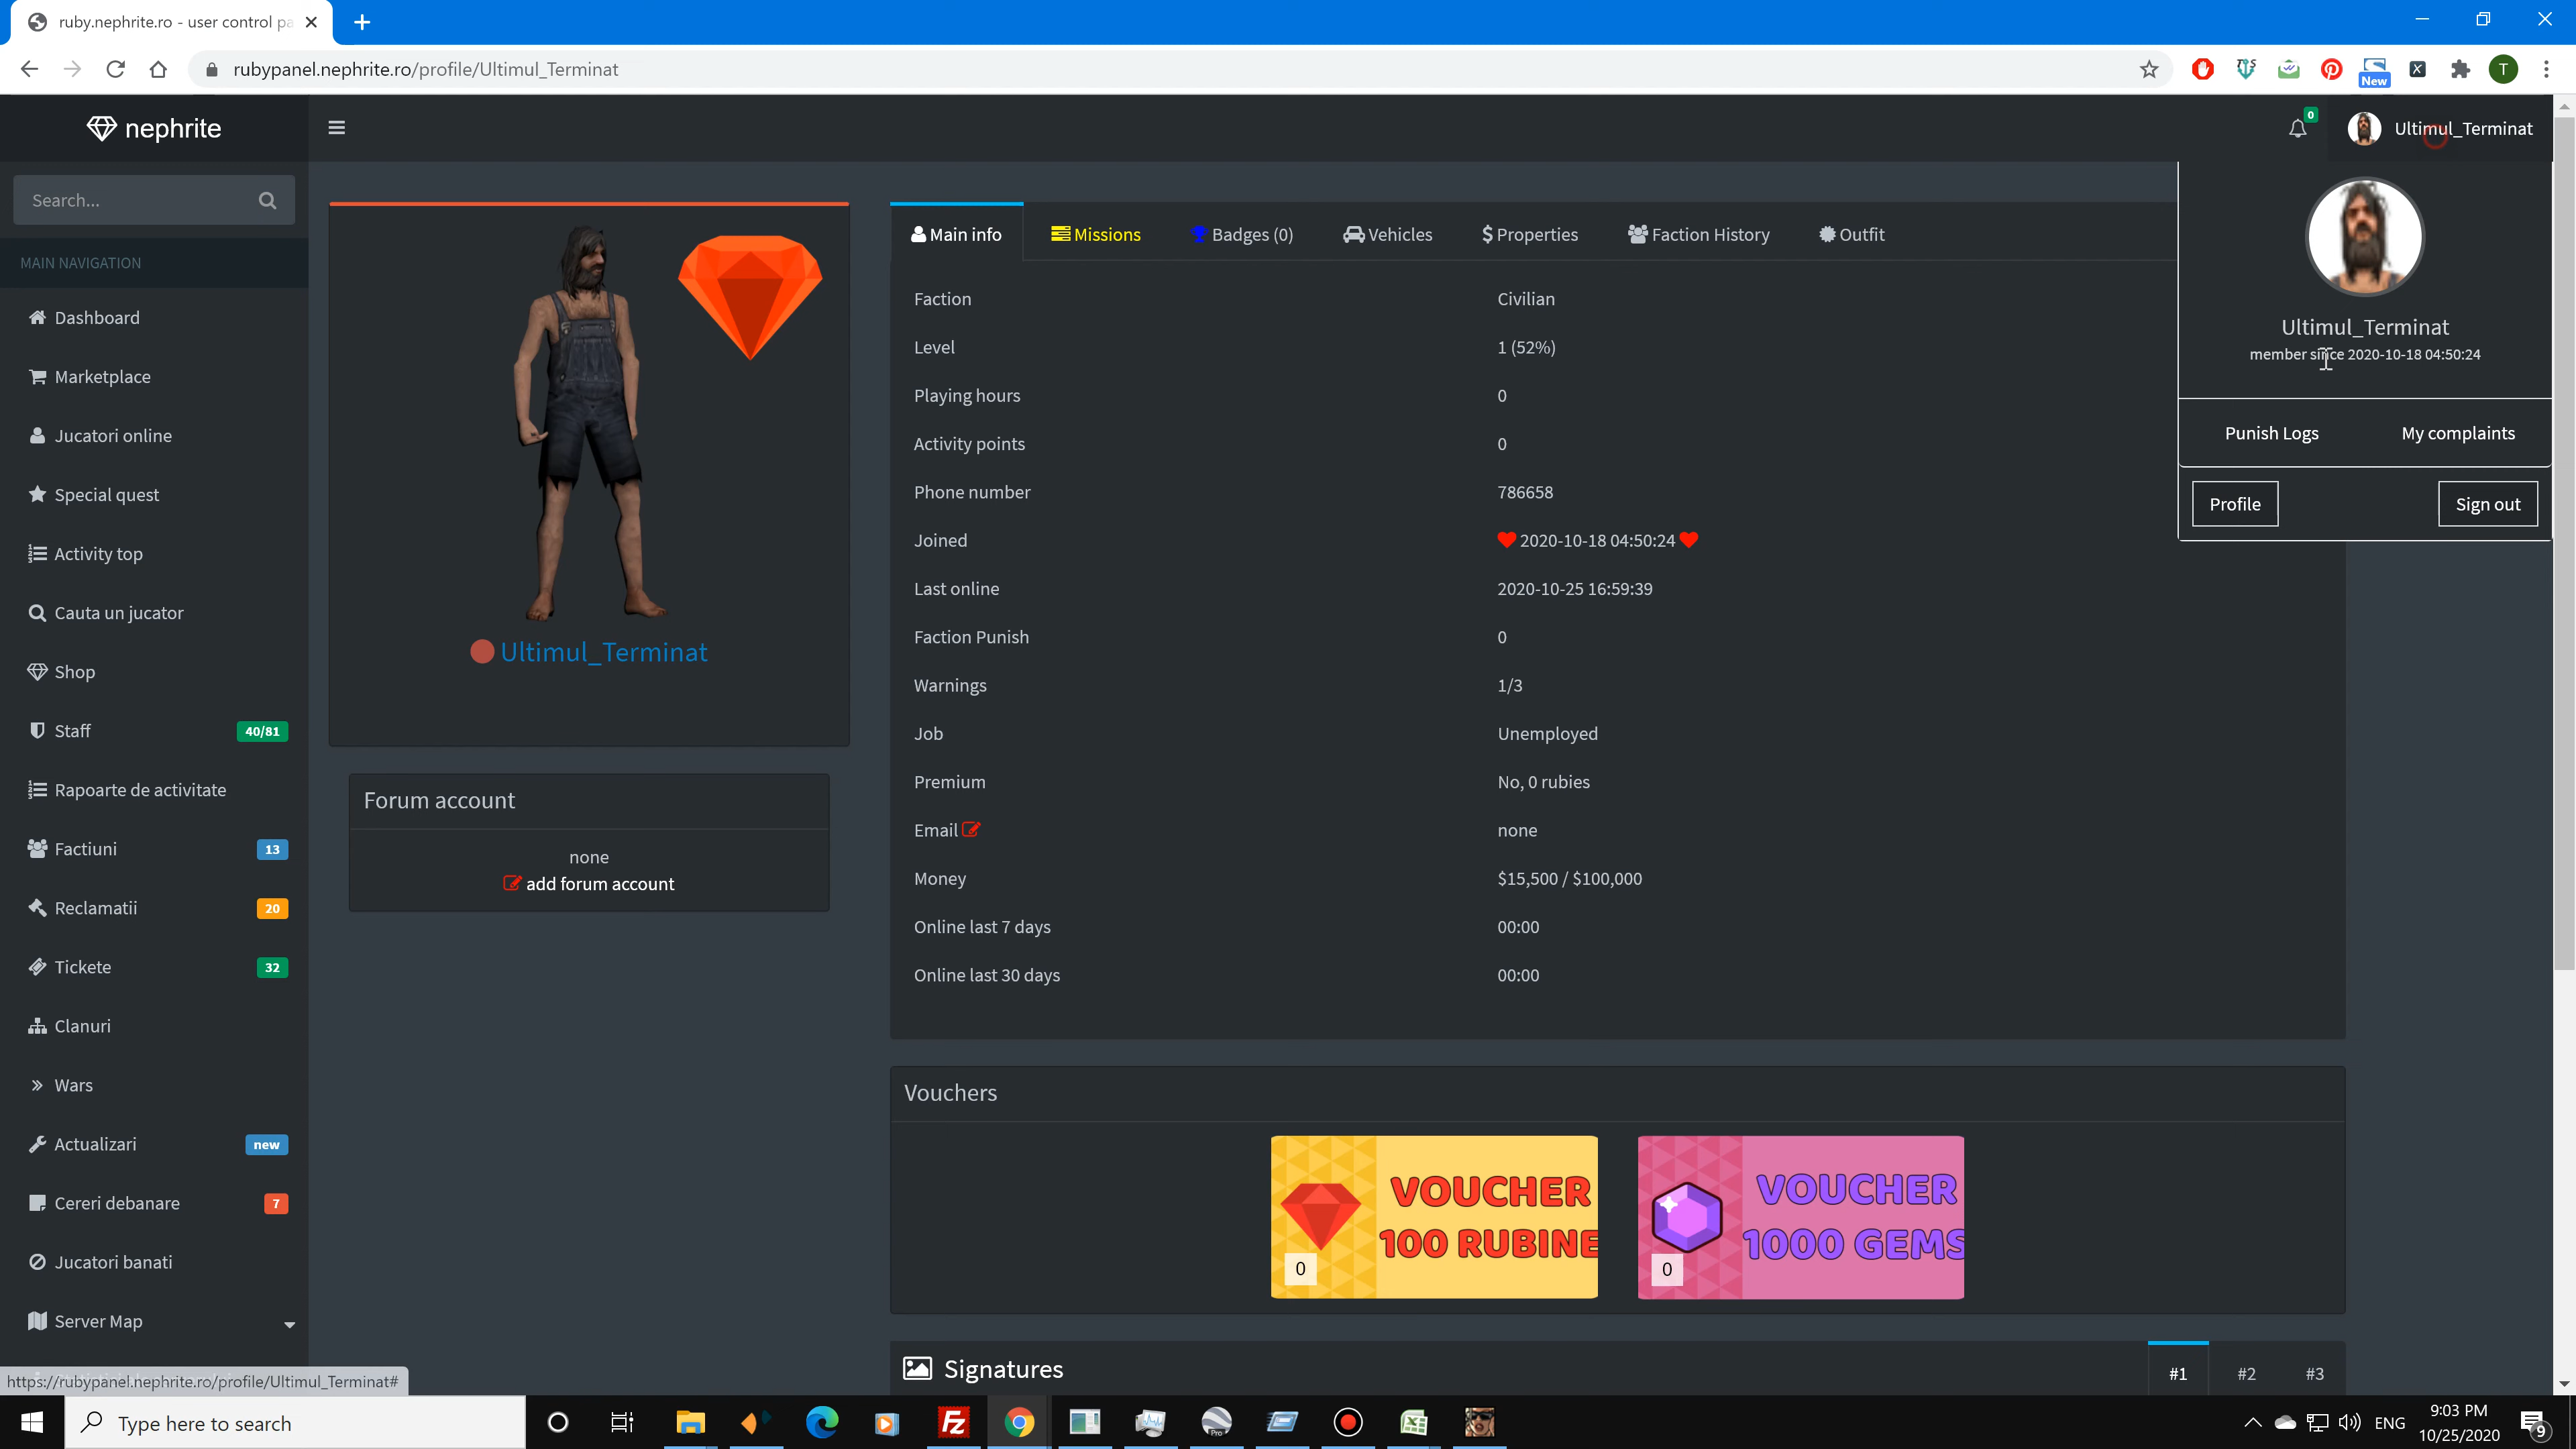 ruby.nephrite.ro - user control pa
rubypanel.nephrite.ro/profile/Ultimul_Terminat
New
T
nephrite
0
Ultimul_Terminat
Search...
MAIN NAVIGATION
Dashboard
Marketplace
Jucatori online
Special quest
Activity top
Cauta un jucator
Shop
Staff 40/81
Rapoarte de activitate
Factiuni 13
Reclamatii 20
Tickete 32
Clanuri
Wars
Actualizari new
Cereri debanare 7
Jucatori banati
Server Map
https://rubypanel.nephrite.ro/profile/Ultimul_Terminat#
Ultimul_Terminat
Forum account
none
add forum account
Main info Missions Badges (0) Vehicles Properties Faction History Outfit
Faction Civilian
Level 1 (52%)
Playing hours 0
Activity points 0
Phone number 786658
Joined 2020-10-18 04:50:24
Last online 2020-10-25 16:59:39
Faction Punish 0
Warnings 1/3
Job Unemployed
Premium No, 0 rubies
Email none
Money $15,500 / $100,000
Online last 7 days 00:00
Online last 30 days 00:00
Ultimul_Terminat
member since 2020-10-18 04:50:24
Punish Logs My complaints
Profile Sign out
Vouchers
VOUCHER
100 RUBINE
0
VOUCHER
1000 GEMS
0
Signatures #1 #2 #3
Type here to search
ENG
9:03 PM
10/25/2020
9